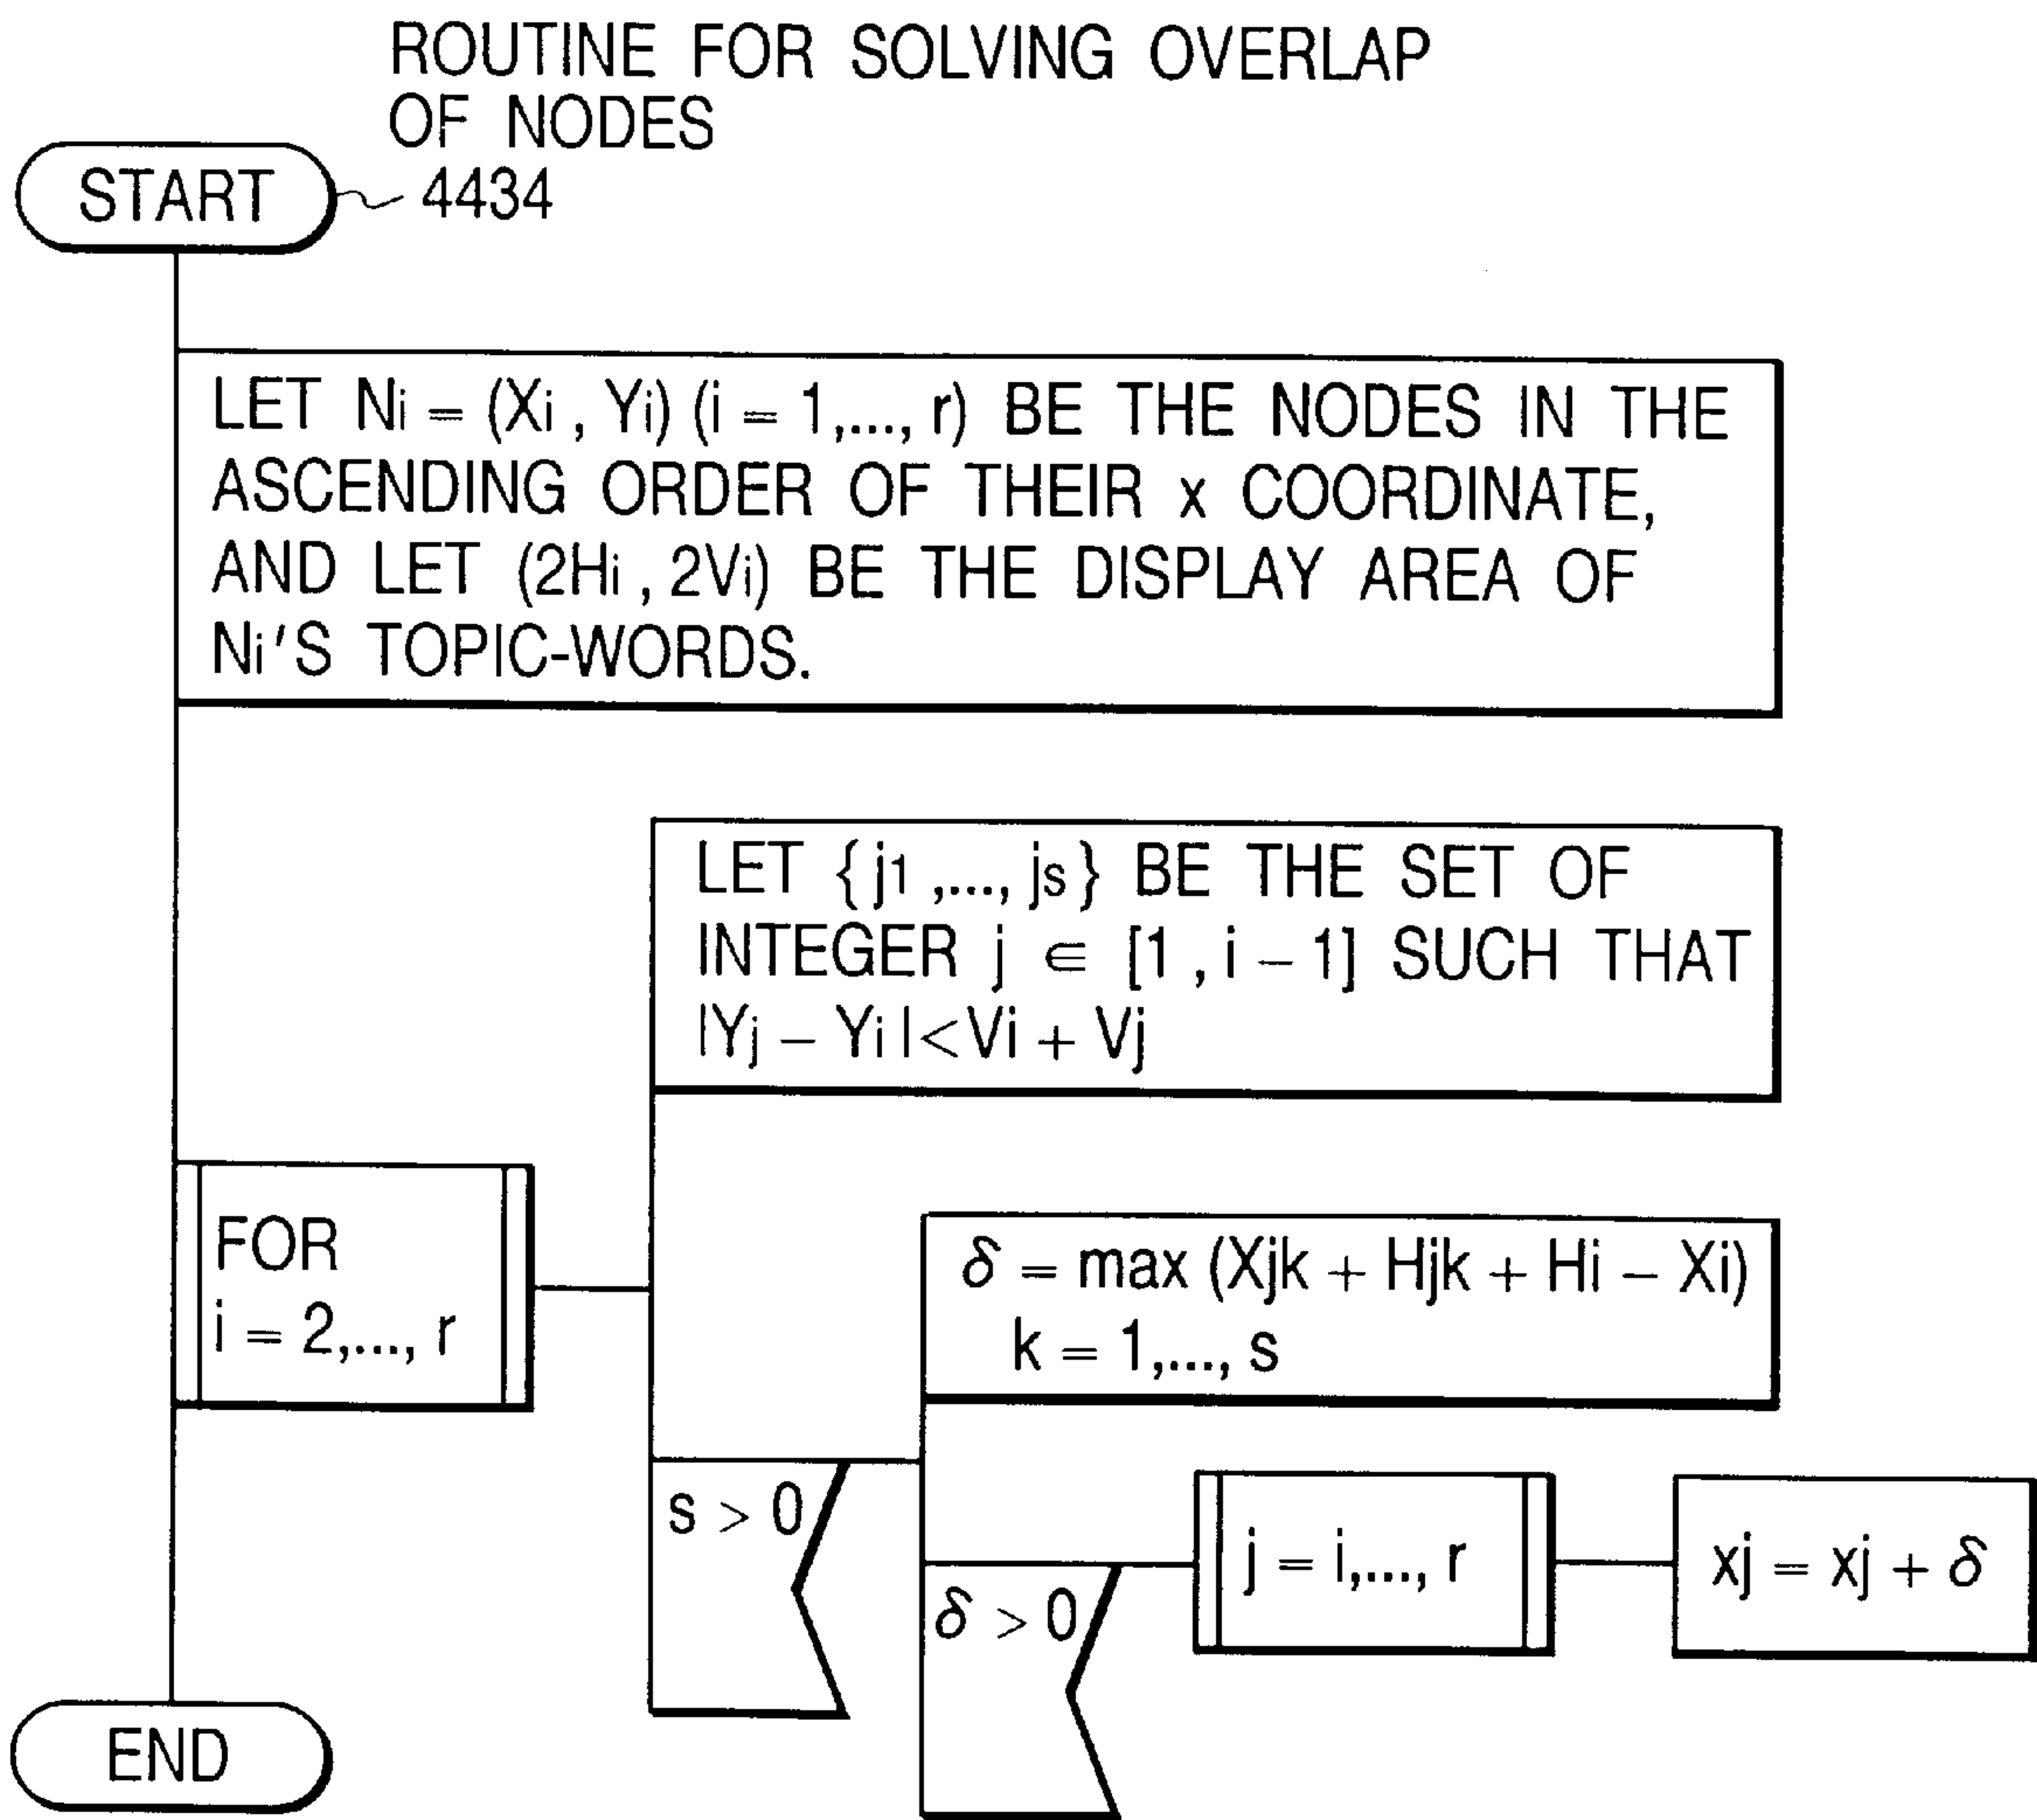 ROUTINE FOR SOLVING OVERLAP
OF NODES
START
4434
LET Ni = (Xi , Yi) (i = 1,..., r) BE THE NODES IN THE
ASCENDING ORDER OF THEIR x COORDINATE,
AND LET (2Hi , 2Vi) BE THE DISPLAY AREA OF
Ni'S TOPIC-WORDS.
LET {j1 ,..., js} BE THE SET OF
INTEGER j ∈ [1 , i – 1] SUCH THAT
|Yj – Yi|<Vi + Vj
FOR
i = 2,..., r
δ = max (Xjk + Hjk + Hi – Xi)
k = 1,..., s
s > 0
δ > 0
j = i,..., r
xj = xj + δ
END